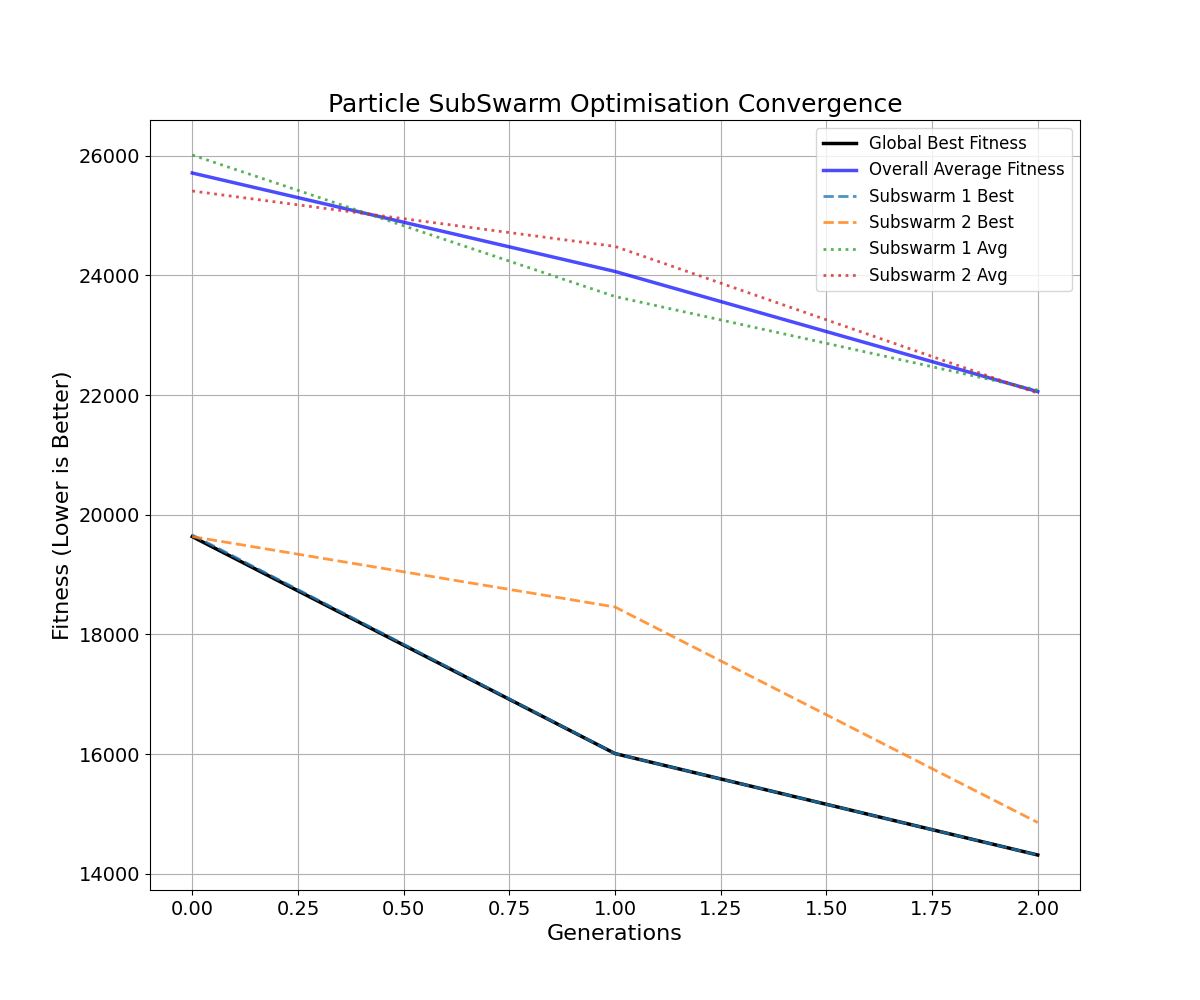 Particle SubSwarm Optimisation Convergence
Global Best Fitness
Overall Average Fitness
Subswarm 1 Best
Subswarm 2 Best
Subswarm 1 Avg
Subswarm 2 Avg
Fitness (Lower is Better)
26000
24000
22000
20000
18000
16000
14000
0.00 0.25 0.50 0.75 1.00 1.25 1.50 1.75 2.00
Generations